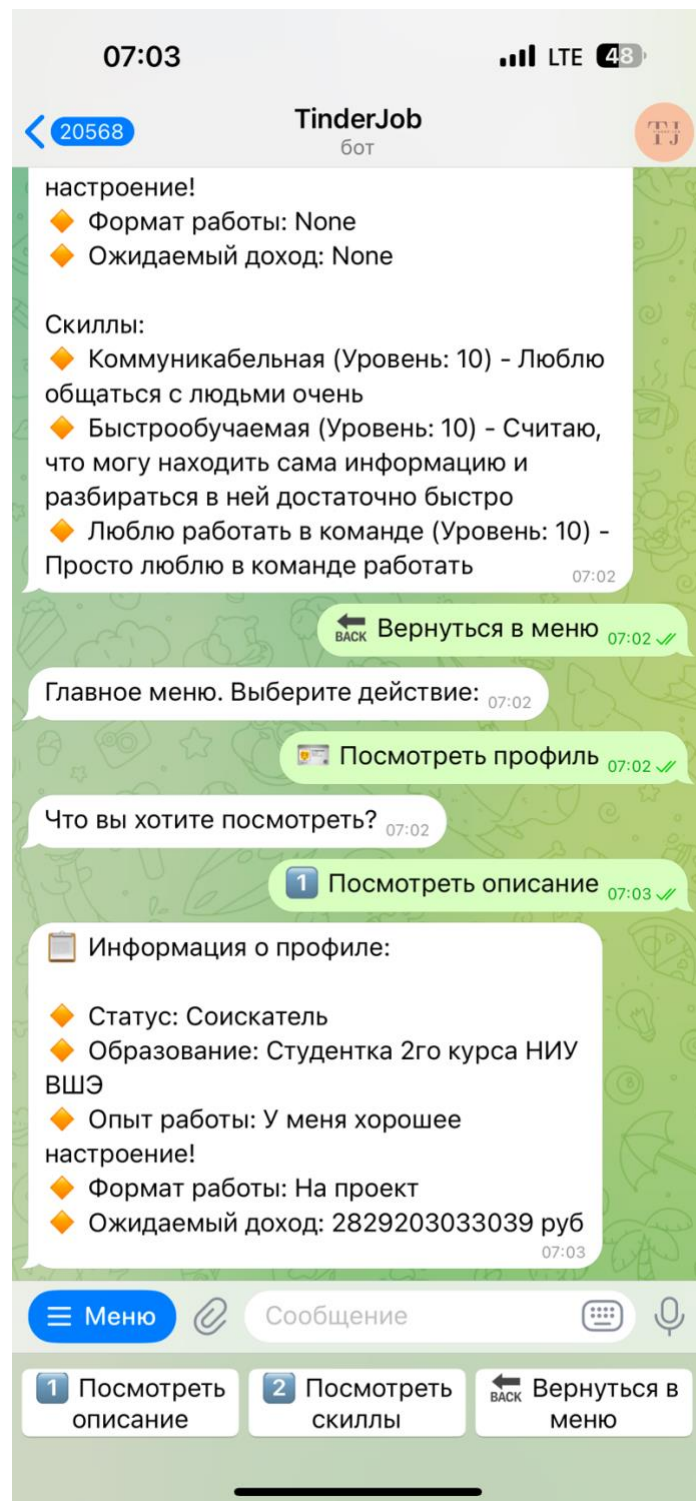 07:03
LTE 48
20568
TinderJob
бот
TJ
настроение!
🔸 Формат работы: None
🔸 Ожидаемый доход: None
Скиллы:
🔸 Коммуникабельная (Уровень: 10) - Люблю
общаться с людьми очень
🔸 Быстрообучаемая (Уровень: 10) - Считаю,
что могу находить сама информацию и
разбираться в ней достаточно быстро
🔸 Люблю работать в команде (Уровень: 10) -
Просто люблю в команде работать
07:02
🔙 Вернуться в меню 07:02
Главное меню. Выберите действие: 07:02
🪪 Посмотреть профиль 07:02
Что вы хотите посмотреть? 07:02
1️⃣ Посмотреть описание 07:03
📋 Информация о профиле:
🔸 Статус: Соискатель
🔸 Образование: Студентка 2го курса НИУ
ВШЭ
🔸 Опыт работы: У меня хорошее
настроение!
🔸 Формат работы: На проект
🔸 Ожидаемый доход: 2829203033039 руб
07:03
Меню
Сообщение
1️⃣ Посмотреть
описание
2️⃣ Посмотреть
скиллы
🔙 Вернуться в
меню